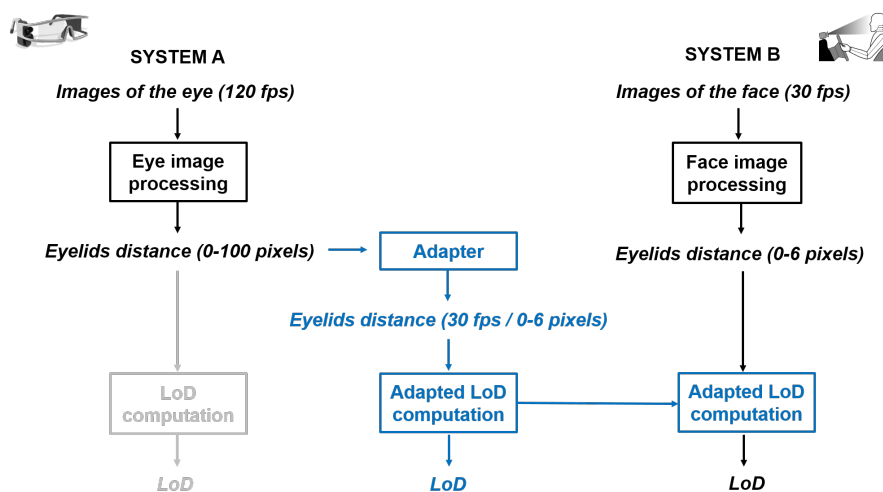 SYSTEM A
SYSTEM B
Images of the eye (120 fps)
Images of the face (30 fps)
Eye image
processing
Face image
processing
Eyelids distance (0-100 pixels)
Adapter
Eyelids distance (0-6 pixels)
Eyelids distance (30 fps / 0-6 pixels)
LoD
computation
Adapted LoD
computation
Adapted LoD
computation
LoD
LoD
LoD